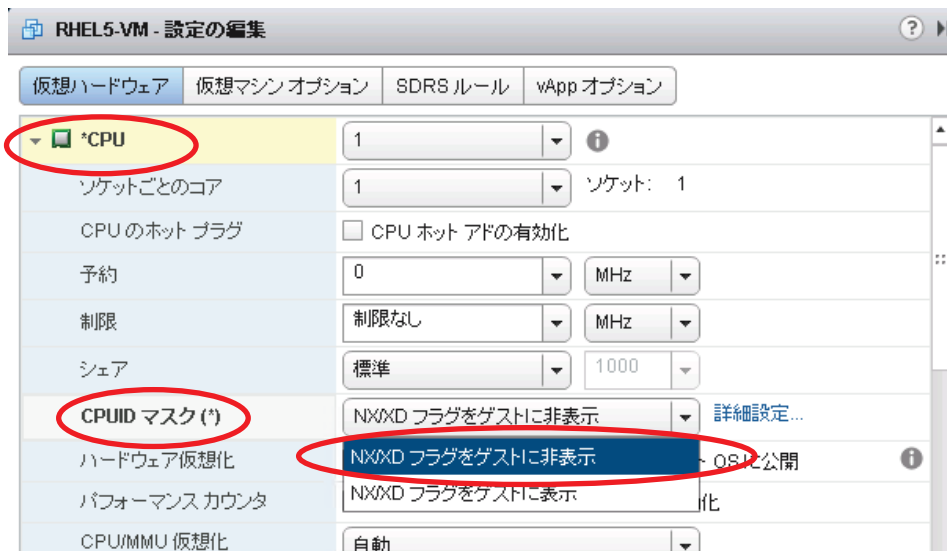 RHEL5-VM - 設定の編集
仮想ハードウェア 仮想マシン オプション SDRS ルール vApp オプション
*CPU 1
ソケットごとのコア 1 ソケット: 1
CPU のホット プラグ CPU ホット アドの有効化
予約 0 MHz
制限 制限なし MHz
シェア 標準 1000
CPUID マスク (*) NX/XD フラグをゲストに非表示 詳細設定...
ハードウェア仮想化 NX/XD フラグをゲストに非表示 OS に公開
パフォーマンス カウンタ NX/XD フラグをゲストに表示 化
CPU/MMU 仮想化 自動